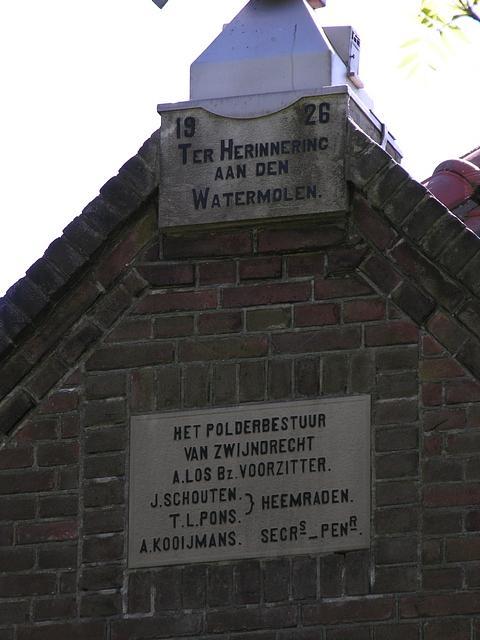 19 26
TER HERINNERING
AAN DEN
WATERMOLEN.
HET POLDERBESTUUR
VAN ZWIJNDRECHT
A.LOS Bz. VOORZITTER.
J.SCHOUTEN. } HEEMRADEN.
T.L.PONS.
A.KOOIJMANS. SECRS_PENR.